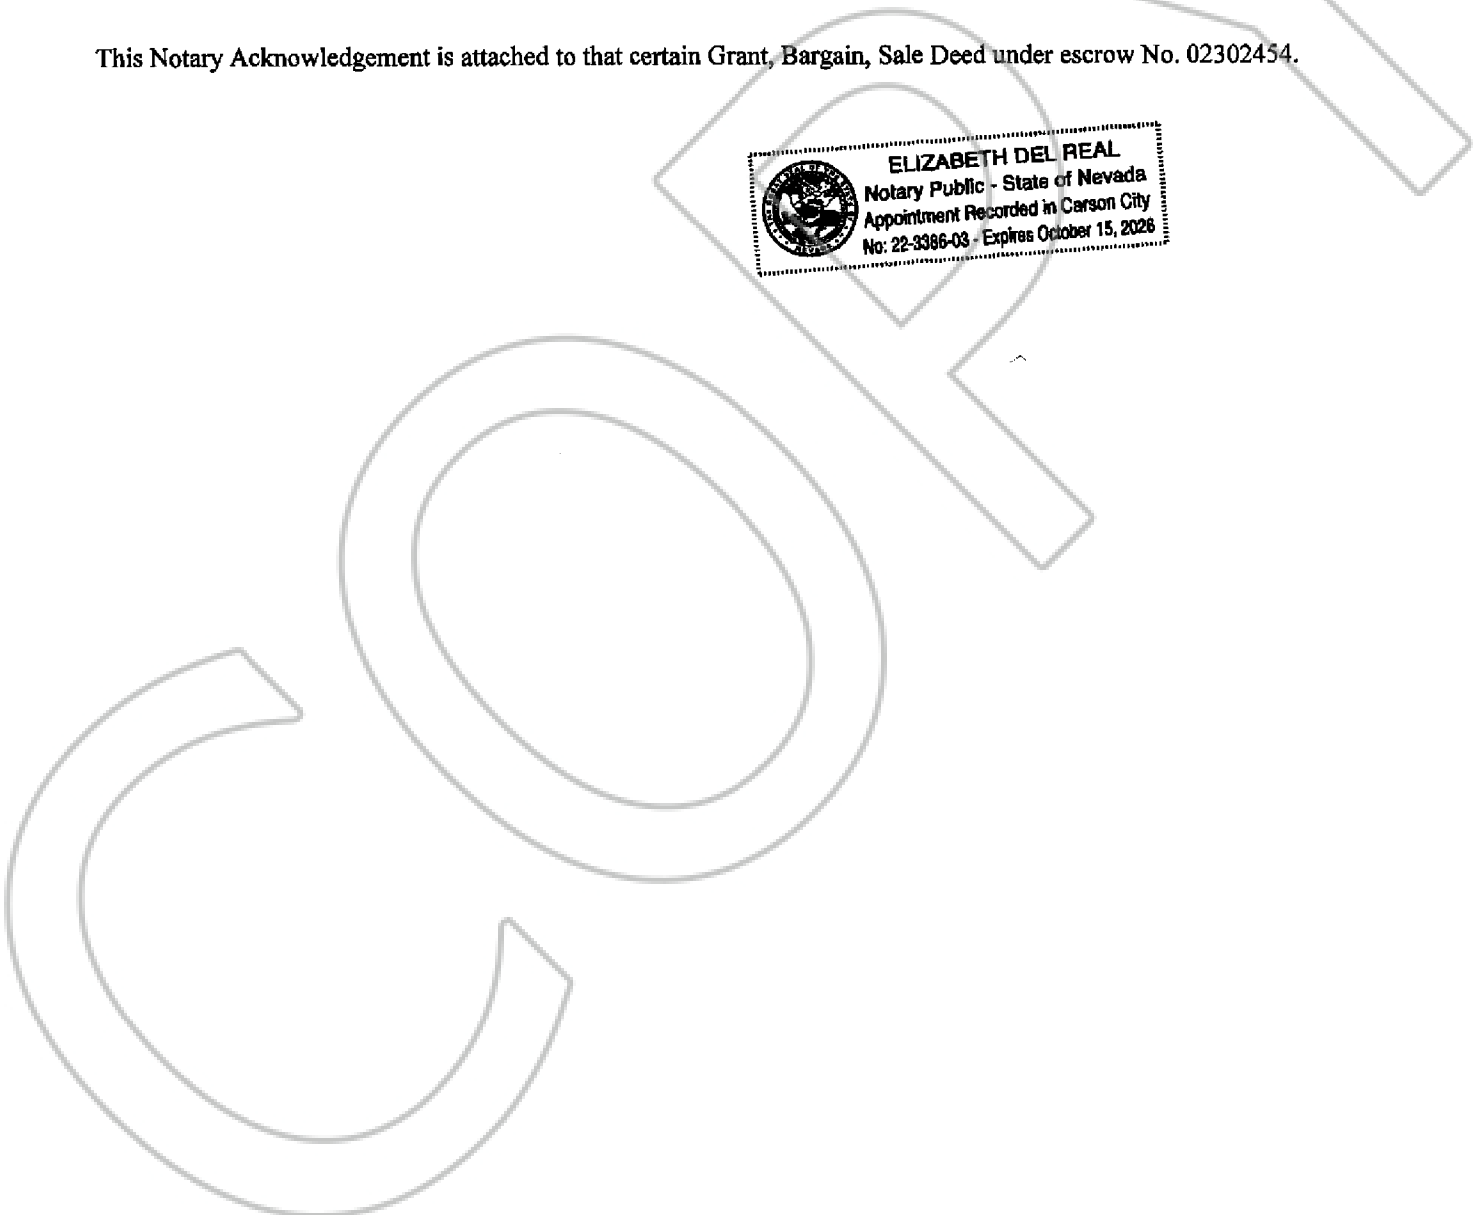 This Notary Acknowledgement is attached to that certain Grant, Bargain, Sale Deed under escrow No. 02302454.
ELIZABETH DEL REAL
Notary Public - State of Nevada
Appointment Recorded in Carson City
No: 22-3386-03 - Expires October 15, 2026
COPY